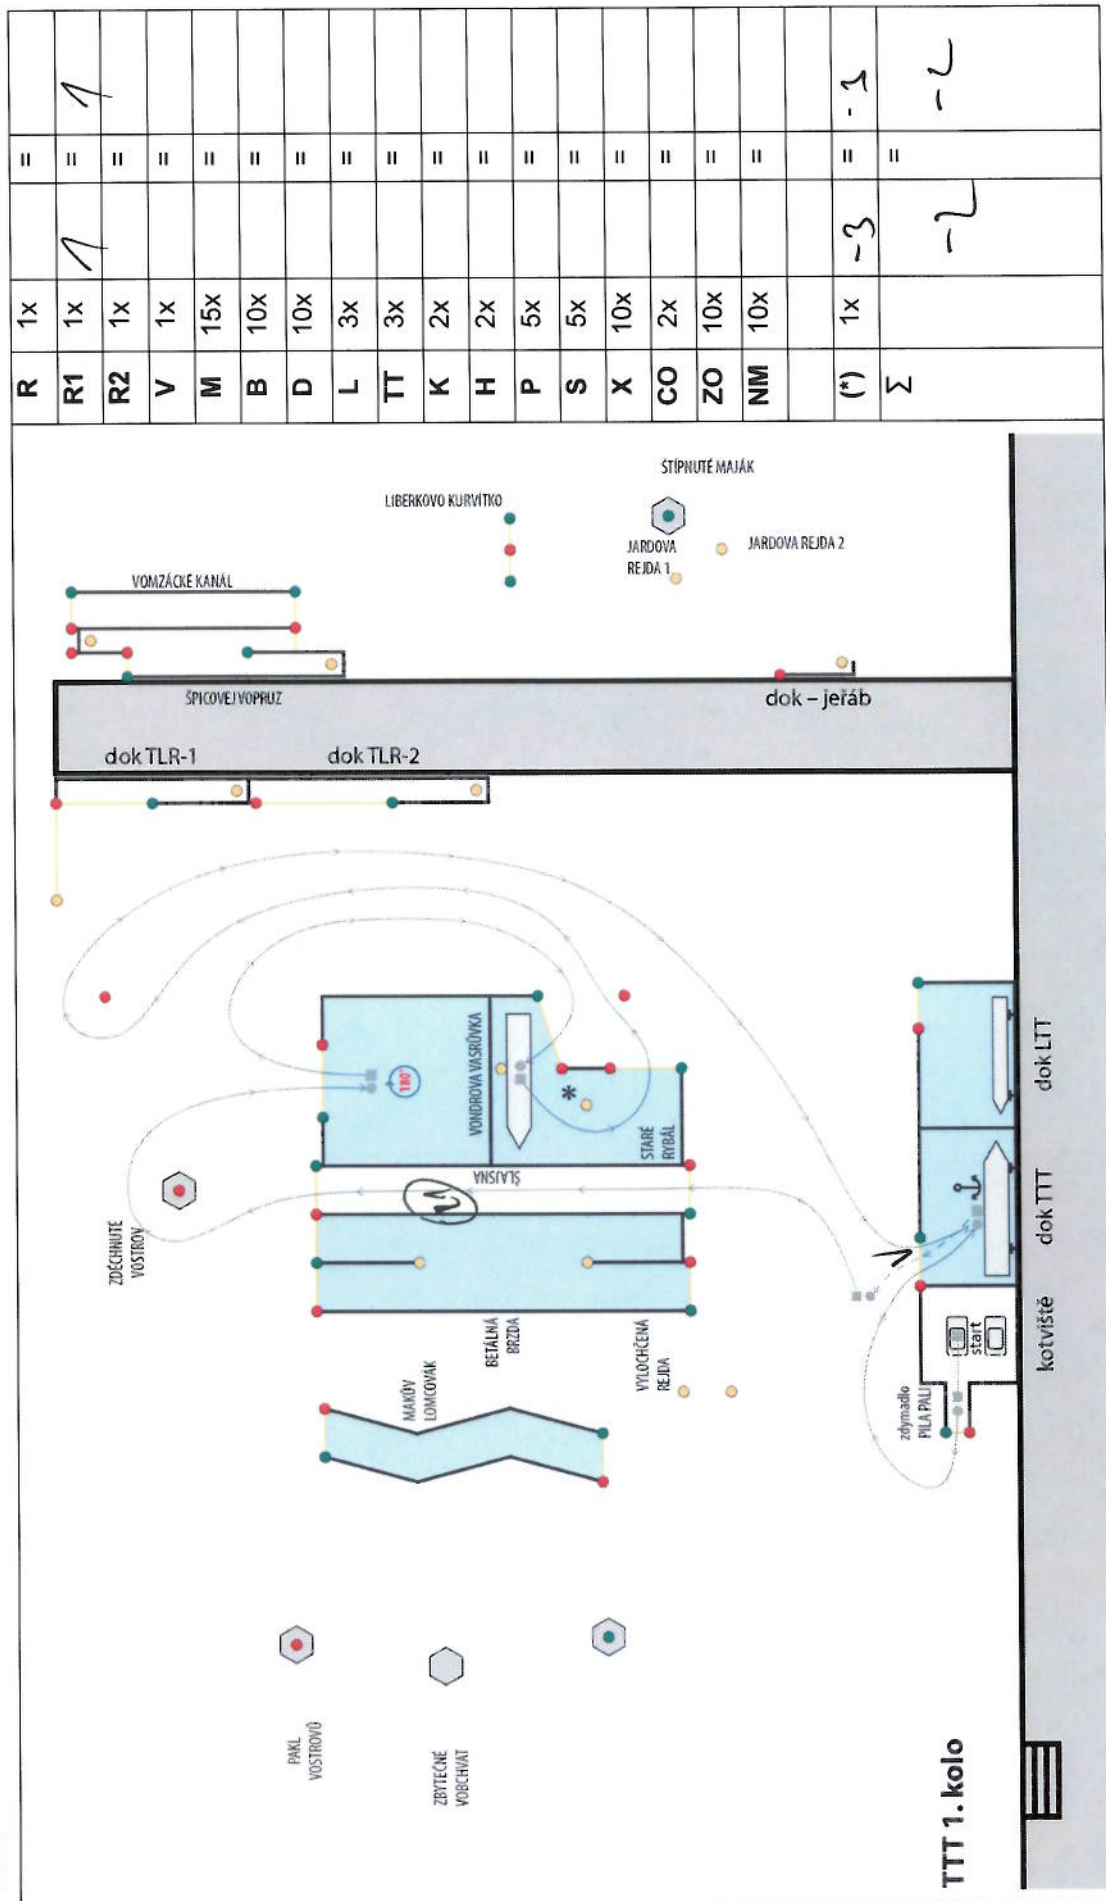 R 1x =
R1 1x 1 = 1
R2 1x =
V 1x =
M 15x =
B 10x =
D 10x =
L 3x =
TT 3x =
K 2x =
H 2x =
P 5x =
S 5x =
X 10x =
CO 2x =
ZO 10x =
NM 10x =
(*) 1x -3 = -1
Σ -2 = -2
VOMZÁCKÉ KANÁL
ŠPICOVEJ VOPRUZ
LIBERKOVO KURVÍTKO
ŠTÍPNUTÉ MAJÁK
JARDOVA
REJDA 1
JARDOVA REJDA 2
dok TLR-1
dok TLR-2
dok – jeřáb
ZDÉCHNUTÉ
VOSTROV
180°
VONDROVA VASRŮVKA
*
STARÉ
RYBÁL
ŠLAJSNA
BETÁLNÁ
BRZDA
VYLOCHČENÁ
REJDA
MAKŮV
LOMCOVÁK
PAKL
VOSTROVŮ
ZBYTEČNÉ
VOBCHVAT
zdymadlo
PILA PALI
start
kotviště
dok TTT
dok LTT
TTT 1. kolo